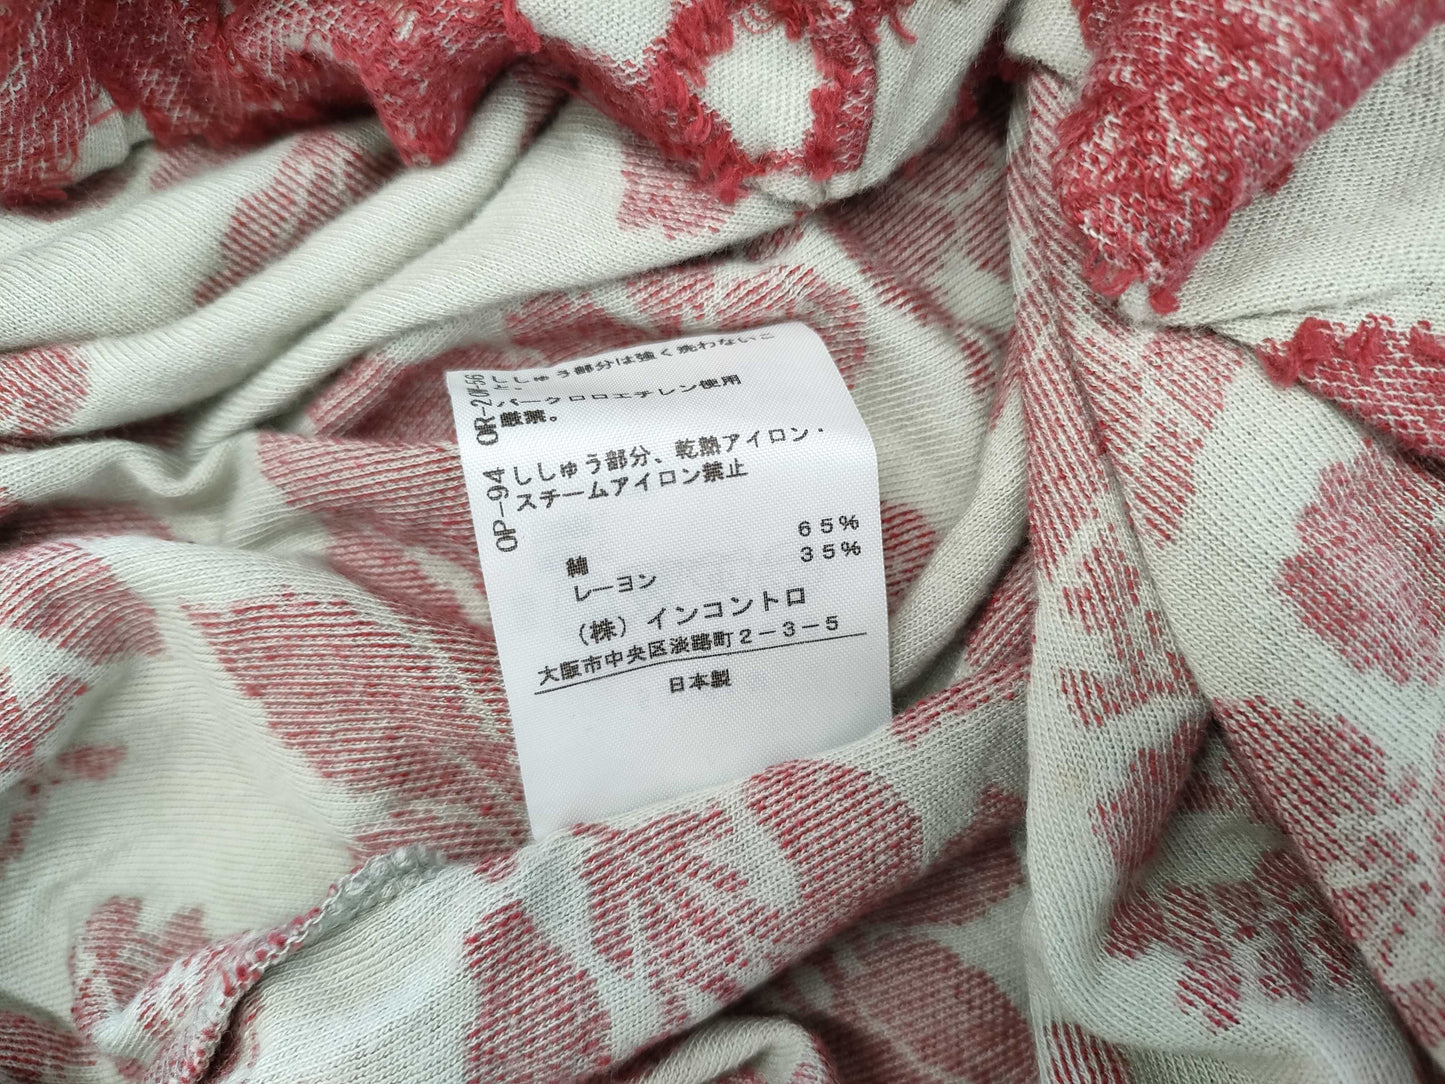 ししゅう部分は強く洗わないこ
と。
パークロロエチレン使用
厳禁。
ししゅう部分、乾熱アイロン・
スチームアイロン禁止
OP-94
65%
綿
35%
レーヨン
(株)インコントロ
大阪市中央区淡路町2-3-5
日本製